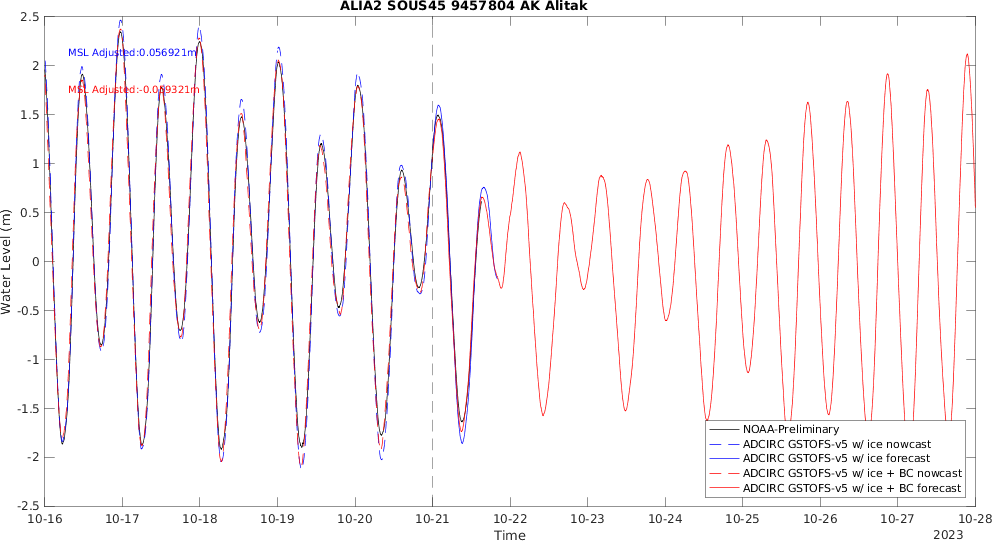 ALIA2 SOUS45 9457804 AK Alitak
2.5
2
1.5
1
0.5
0
-0.5
-1
-1.5
-2
-2.5
Water Level (m)
MSL Adjusted:0.056921m
NOAA-Preliminary
ADCIRC GSTOFS-v5 w/ ice nowcast
ADCIRC GSTOFS-v5 w/ ice forecast
ADCIRC GSTOFS-v5 w/ ice + BC nowcast
ADCIRC GSTOFS-v5 w/ ice + BC forecast
10-16 10-17 10-18 10-19 10-20 10-21 10-22 10-23 10-24 10-25 10-26 10-27 10-28
Time
2023